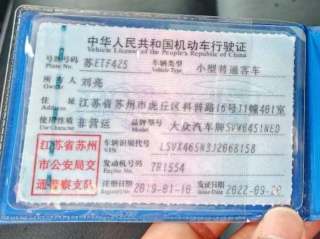 中华人民共和国机动车行驶证
Vehicle License of the People's Republic of China
号牌号码 苏ETF425 车辆类型 小型普通客车
Plate No. Vehicle Type
所有人 刘亮
Owner
住址 江苏省苏州市虎丘区科普路16号11幢401室
Address
使用性质 非营运 品牌型号 大众汽车牌SVW6451NED
Use Character Model
江苏省苏州市公安局交通警察支队
车辆识别代号 LSVX465N3J2068158
VIN
发动机号码 7R1554
Engine No.
注册日期 2019-01-10 发证日期 2022-09-20
Register Date Issue Date